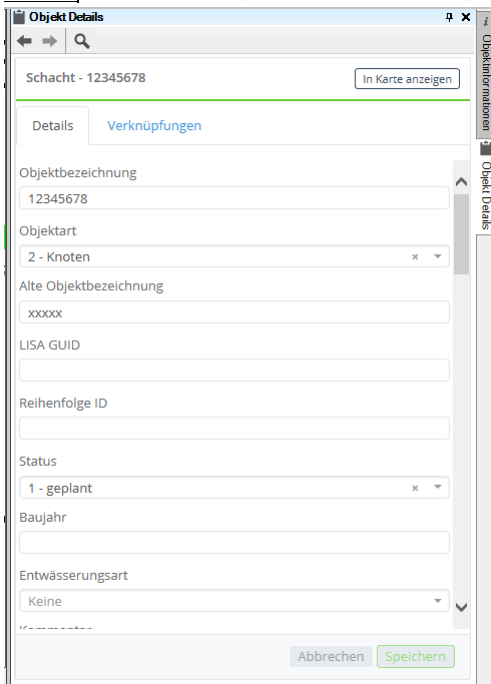 Objekt Details
Schacht - 12345678
In Karte anzeigen
Details
Verknüpfungen
Objektbezeichnung
12345678
Objektart
2 - Knoten
Alte Objektbezeichnung
xxxxx
LISA GUID
Reihenfolge ID
Status
1 - geplant
Baujahr
Entwässerungsart
Keine
Abbrechen
Speichern
i
Objektinformationen
Objekt Details